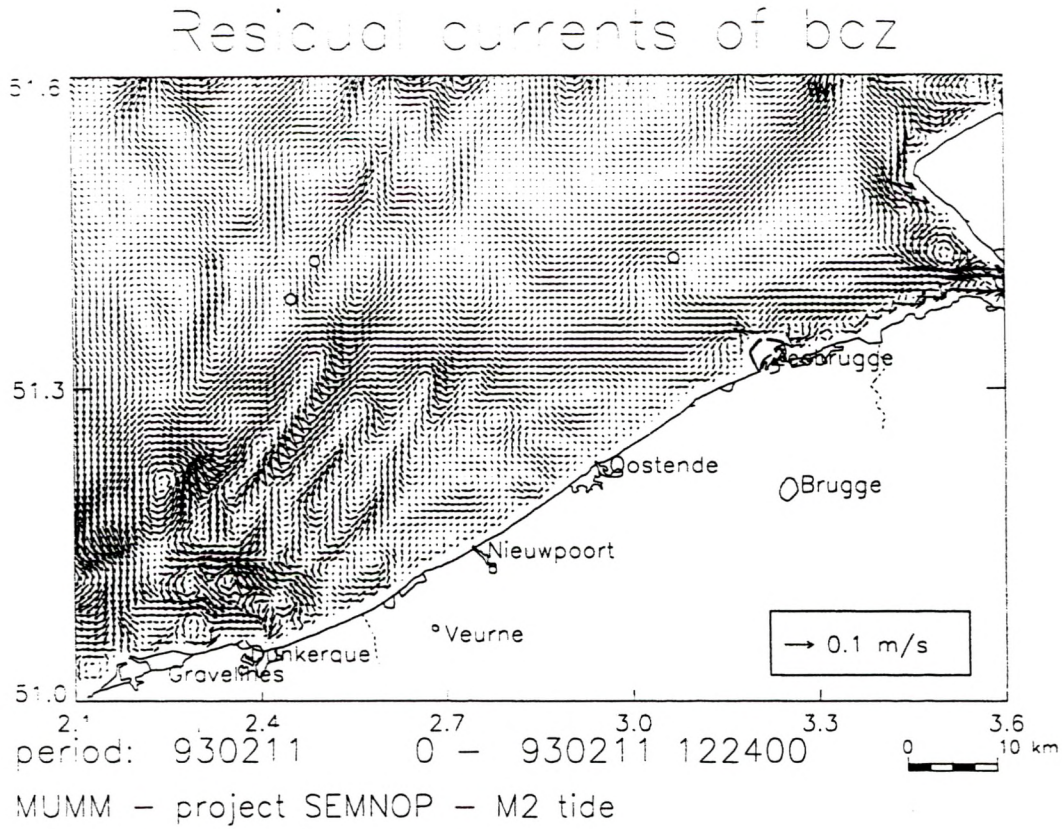 Residual currents of bcz
51.6
51.3
Zeebrugge
Oostende
Brugge
Nieuwpoort
Veurne
→ 0.1 m/s
Dunkerque
Gravelines
51.0
2.1 2.4 2.7 3.0 3.3 3.6
period: 930211 0 - 930211 122400
0 10 km
MUMM - project SEMNOP - M2 tide